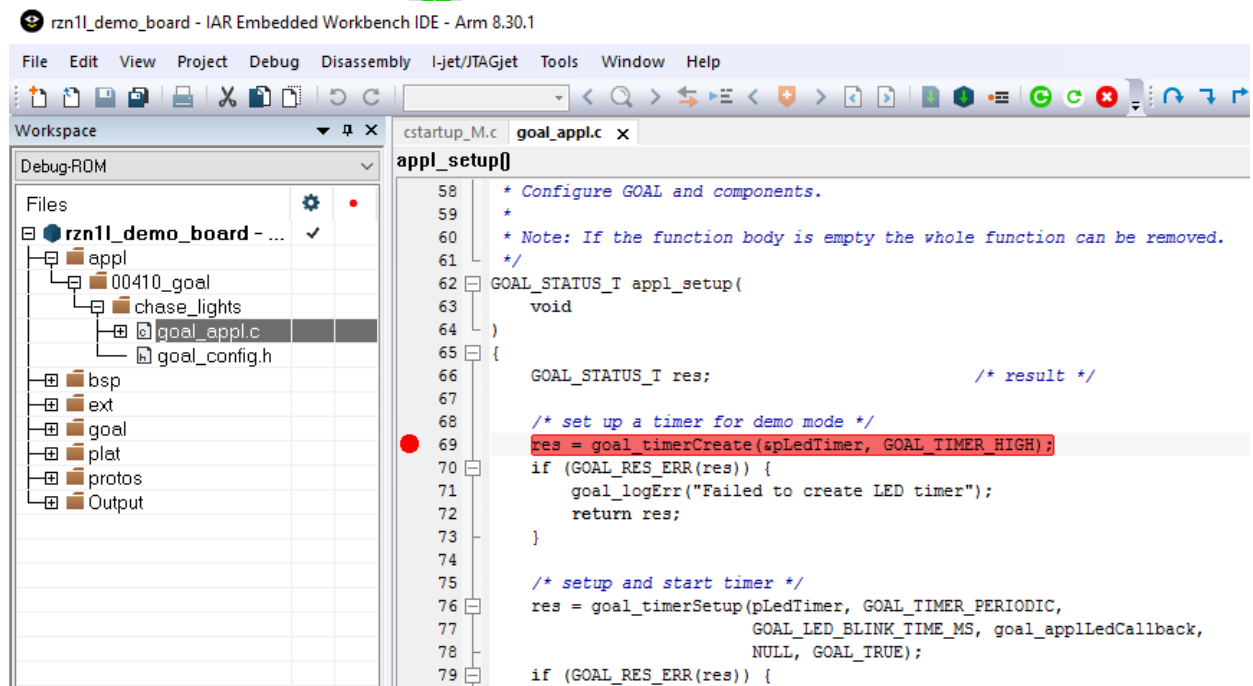 rzn1l_demo_board - IAR Embedded Workbench IDE - Arm 8.30.1
File Edit View Project Debug Disassembly I-jet/JTAGjet Tools Window Help
Workspace
Debug-ROM
Files
rzn1l_demo_board - ...
appl
00410_goal
chase_lights
goal_appl.c
goal_config.h
bsp
ext
goal
plat
protos
Output
cstartup_M.c goal_appl.c
appl_setup()
58 * Configure GOAL and components.
59 *
60 * Note: If the function body is empty the whole function can be removed.
61 */
62 GOAL_STATUS_T appl_setup(
63 void
64 )
65 {
66 GOAL_STATUS_T res; /* result */
67
68 /* set up a timer for demo mode */
69 res = goal_timerCreate(&pLedTimer, GOAL_TIMER_HIGH);
70 if (GOAL_RES_ERR(res)) {
71 goal_logErr("Failed to create LED timer");
72 return res;
73 }
74
75 /* setup and start timer */
76 res = goal_timerSetup(pLedTimer, GOAL_TIMER_PERIODIC,
77 GOAL_LED_BLINK_TIME_MS, goal_applLedCallback,
78 NULL, GOAL_TRUE);
79 if (GOAL_RES_ERR(res)) {